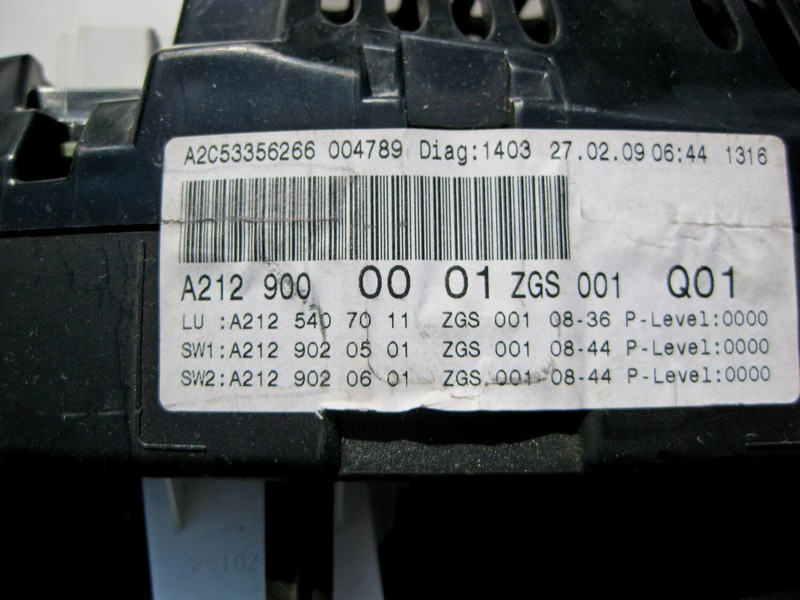 A2C53356266 004789 Diag:1403 27.02.09 06:44 1316
A212 900 00 01 ZGS 001 Q01
LU :A212 540 70 11 ZGS 001 08-36 P-Level:0000
SW1:A212 902 05 01 ZGS 001 08-44 P-Level:0000
SW2:A212 902 06 01 ZGS 001 08-44 P-Level:0000